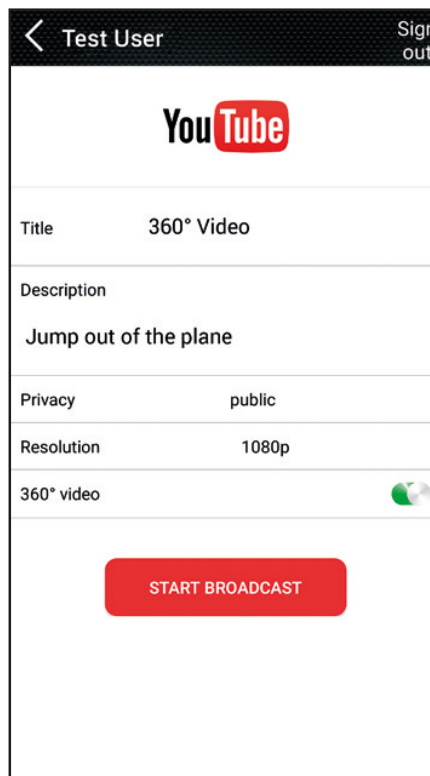 Test User
Sign
out
YouTube
Title 360° Video
Description
Jump out of the plane
Privacy public
Resolution 1080p
360° video
START BROADCAST